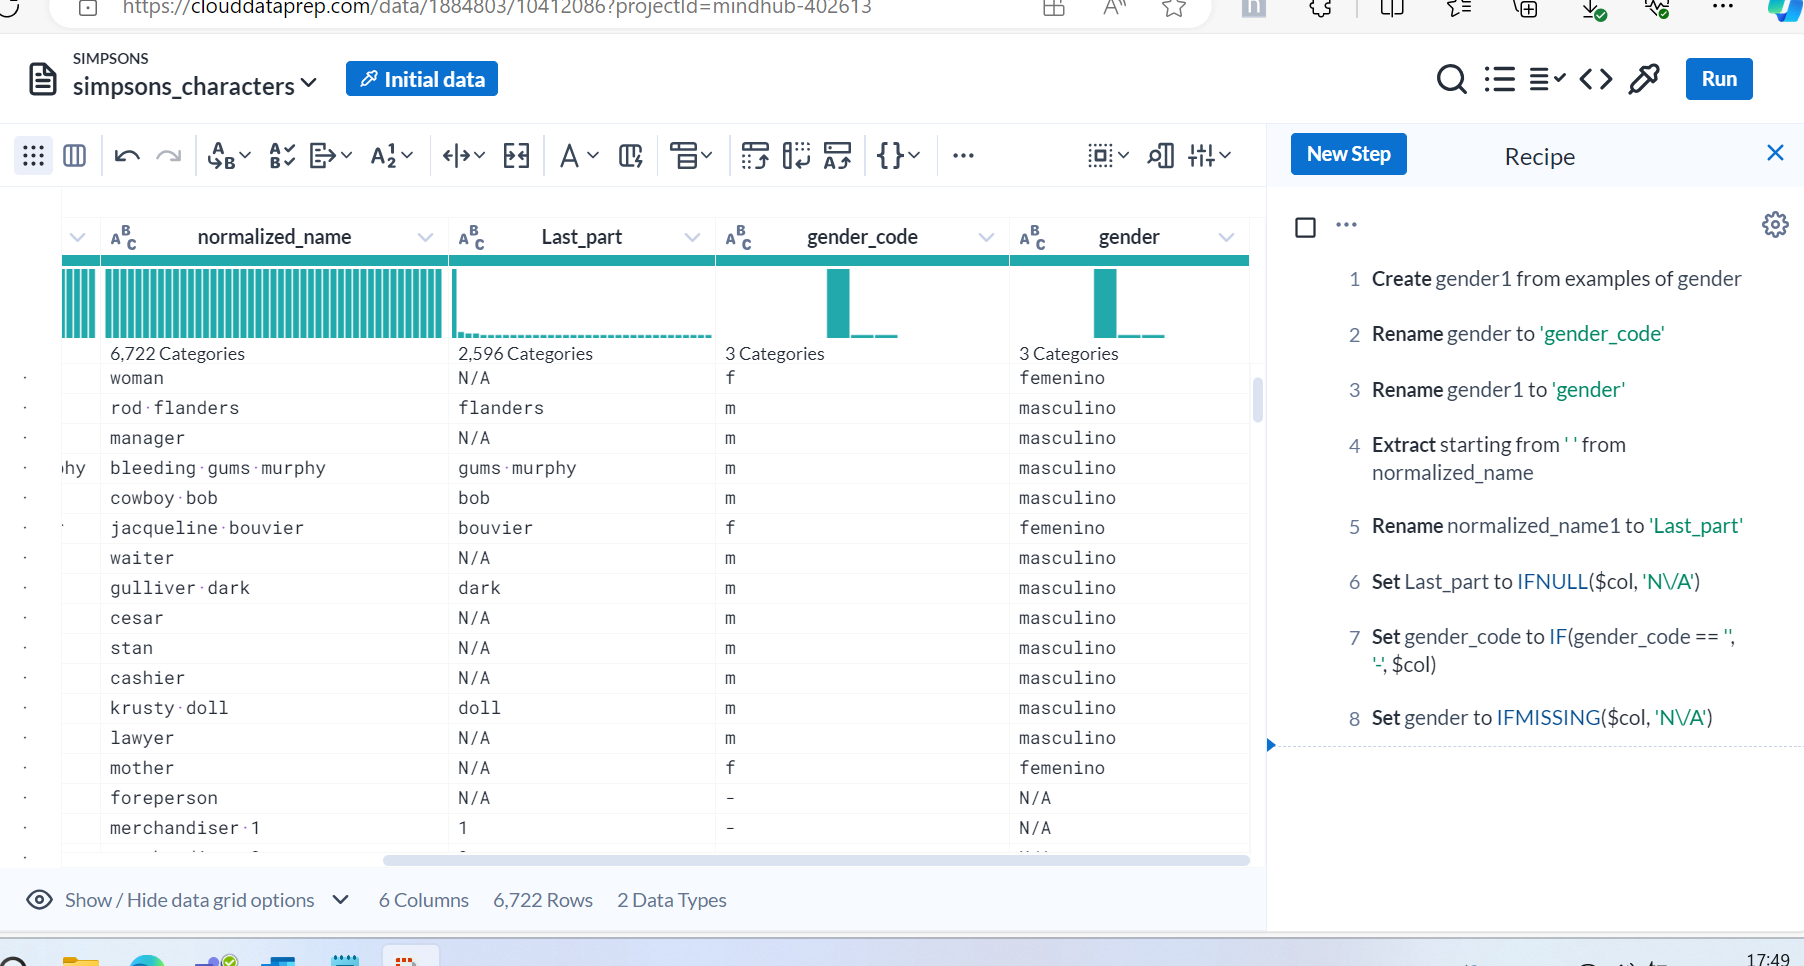 https://clouddataprep.com/data/1884803/10412086?projectId=mindhub-402613
SIMPSONS
simpsons_characters
Initial data
Run
New Step
Recipe
normalized_name
Last_part
gender_code
gender
6,722 Categories
2,596 Categories
3 Categories
3 Categories
woman N/A f femenino
rod·flanders flanders m masculino
manager N/A m masculino
hy bleeding·gums·murphy gums·murphy m masculino
cowboy·bob bob m masculino
jacqueline·bouvier bouvier f femenino
waiter N/A m masculino
gulliver·dark dark m masculino
cesar N/A m masculino
stan N/A m masculino
cashier N/A m masculino
krusty·doll doll m masculino
lawyer N/A m masculino
mother N/A f femenino
foreperson N/A - N/A
merchandiser·1 1 - N/A
1 Create gender1 from examples of gender
2 Rename gender to 'gender_code'
3 Rename gender1 to 'gender'
4 Extract starting from ' ' from
normalized_name
5 Rename normalized_name1 to 'Last_part'
6 Set Last_part to IFNULL($col, 'N\/A')
7 Set gender_code to IF(gender_code == '',
'-', $col)
8 Set gender to IFMISSING($col, 'N\/A')
Show / Hide data grid options
6 Columns
6,722 Rows
2 Data Types
17:49